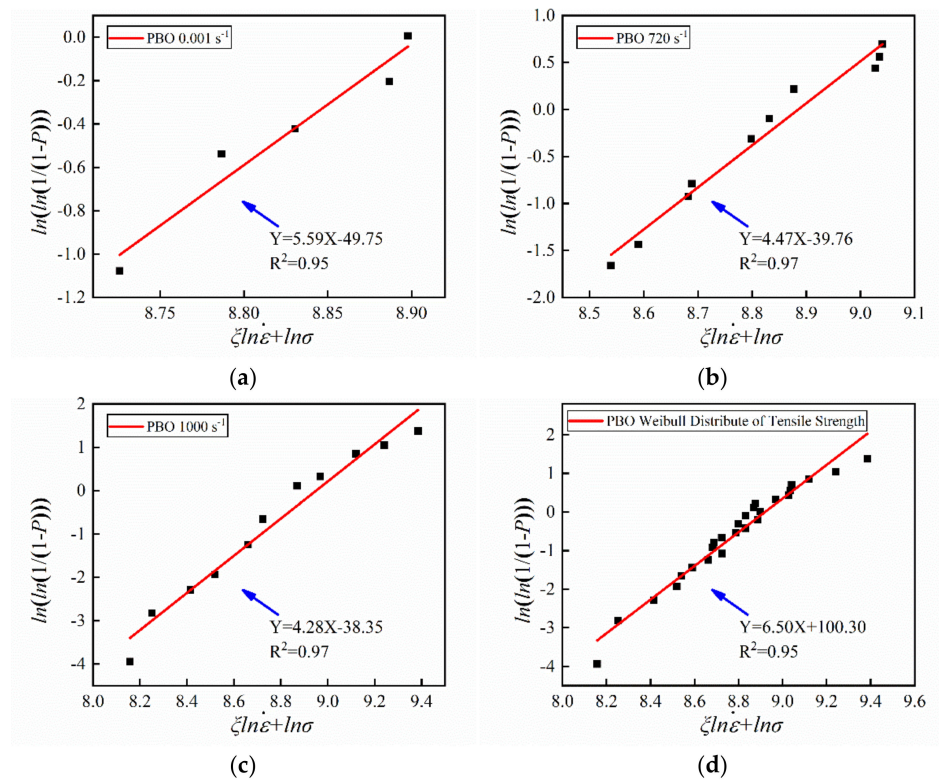 PBO 0.001 s⁻¹
ln(ln(1/(1-P)))
0.0
-0.2
-0.4
-0.6
-0.8
-1.0
-1.2
Y=5.59X-49.75
R²=0.95
8.75 8.80 8.85 8.90
ξlnε̇+lnσ
(a)
PBO 720 s⁻¹
ln(ln(1/(1-P)))
1.0
0.5
0.0
-0.5
-1.0
-1.5
-2.0
Y=4.47X-39.76
R²=0.97
8.5 8.6 8.7 8.8 8.9 9.0 9.1
ξlnε̇+lnσ
(b)
PBO 1000 s⁻¹
ln(ln(1/(1-P)))
2
1
0
-1
-2
-3
-4
Y=4.28X-38.35
R²=0.97
8.0 8.2 8.4 8.6 8.8 9.0 9.2 9.4
ξlnε̇+lnσ
(c)
PBO Weibull Distribute of Tensile Strength
ln(ln(1/(1-P)))
2
1
0
-1
-2
-3
-4
Y=6.50X+100.30
R²=0.95
8.0 8.2 8.4 8.6 8.8 9.0 9.2 9.4 9.6
ξlnε̇+lnσ
(d)